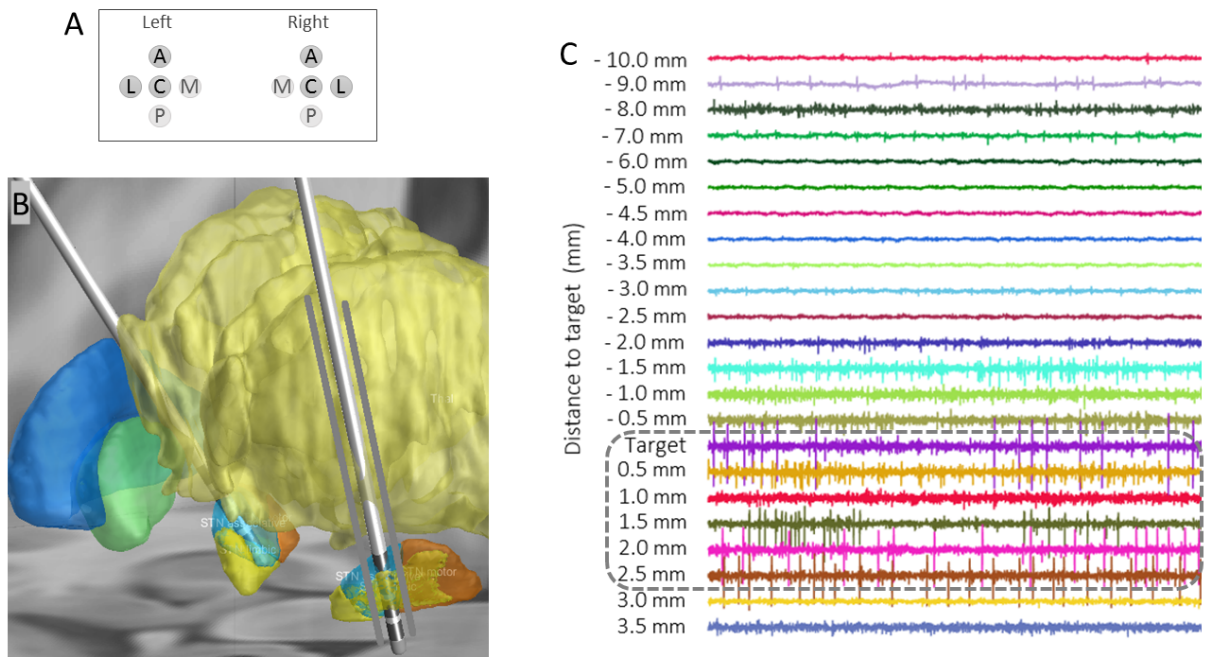 A
Left
Right
A
A
L
C
M
M
C
L
P
P
B
STN associative
STN limbic
STN
STN motor
C
Distance to target (mm)
- 10.0 mm
- 9.0 mm
- 8.0 mm
- 7.0 mm
- 6.0 mm
- 5.0 mm
- 4.5 mm
- 4.0 mm
- 3.5 mm
- 3.0 mm
- 2.5 mm
- 2.0 mm
- 1.5 mm
- 1.0 mm
- 0.5 mm
Target
0.5 mm
1.0 mm
1.5 mm
2.0 mm
2.5 mm
3.0 mm
3.5 mm